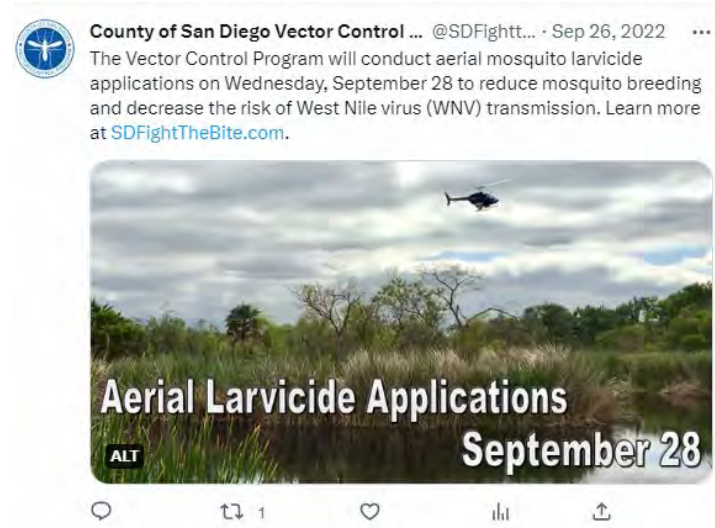 County of San Diego Vector Control ... @SDFightt... · Sep 26, 2022 ...
The Vector Control Program will conduct aerial mosquito larvicide
applications on Wednesday, September 28 to reduce mosquito breeding
and decrease the risk of West Nile virus (WNV) transmission. Learn more
at SDFightTheBite.com.
Aerial Larvicide Applications
September 28
ALT
1